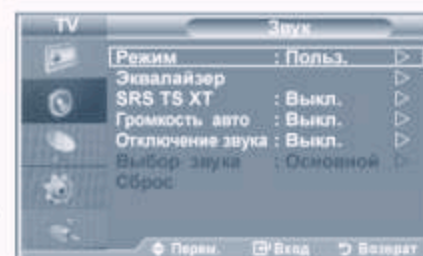 TV Звук
Режим : Польз.
Эквалайзер
SRS TS XT : Выкл.
Громкость авто : Выкл.
Отключение звука : Выкл.
Выбор звука : Основной
Сброс
Перем. Вход Возврат